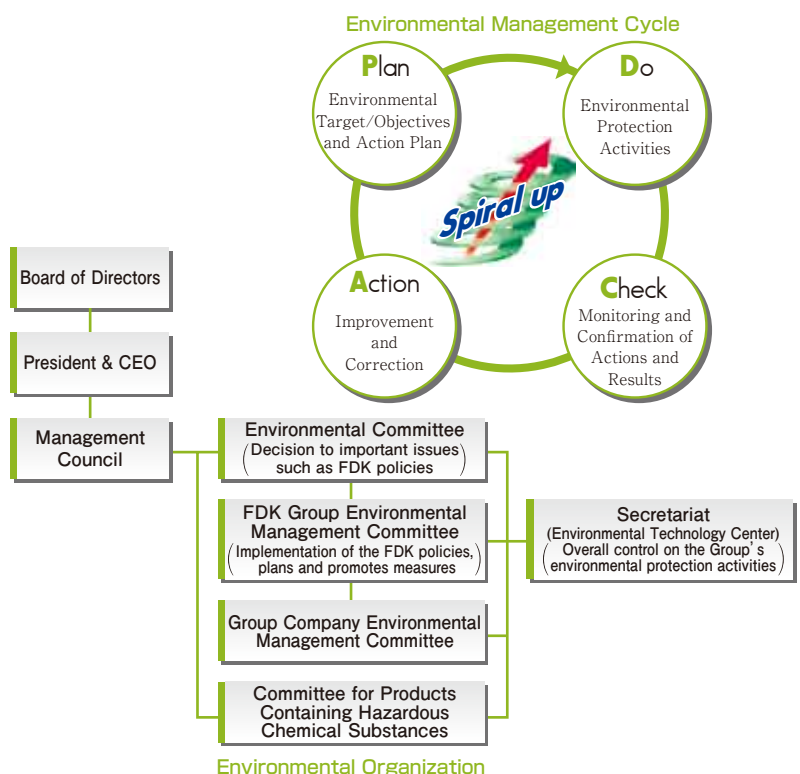 Environmental Management Cycle
Plan
Environmental
Target/Objectives
and Action Plan
Do
Environmental
Protection
Activities
Spiral up
Action
Improvement
and
Correction
Check
Monitoring and
Confirmation of
Actions and
Results
Board of Directors
President & CEO
Management
Council
Environmental Committee
(Decision to important issues
such as FDK policies)
FDK Group Environmental
Management Committee
(Implementation of the FDK policies,
plans and promotes measures)
Group Company Environmental
Management Committee
Committee for Products
Containing Hazardous
Chemical Substances
Secretariat
(Environmental Technology Center)
(Overall control on the Group's
environmental protection activities)
Environmental Organization